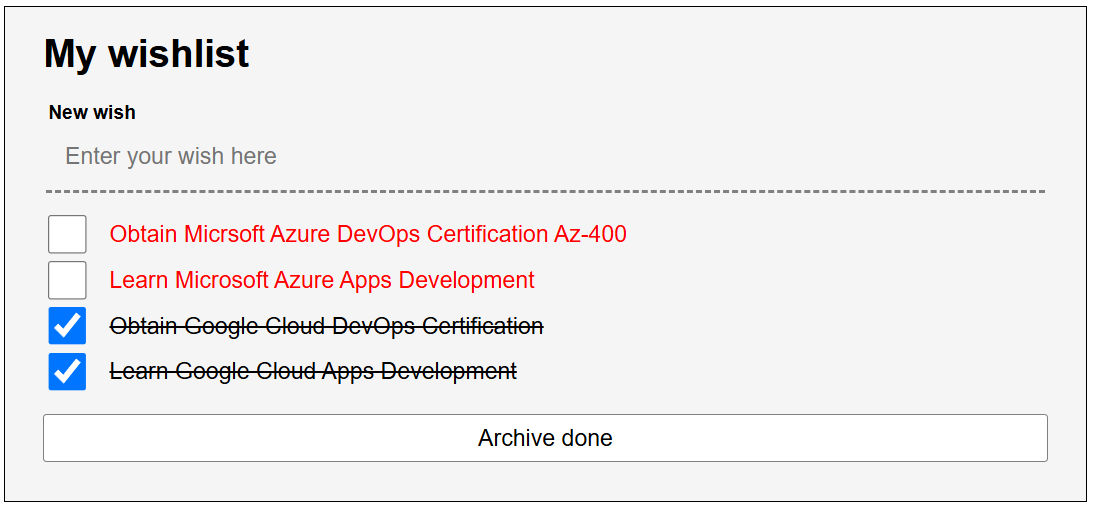 My wishlist
New wish
Enter your wish here
Obtain Micrsoft Azure DevOps Certification Az-400
Learn Microsoft Azure Apps Development
Obtain Google Cloud DevOps Certification
Learn Google Cloud Apps Development
Archive done